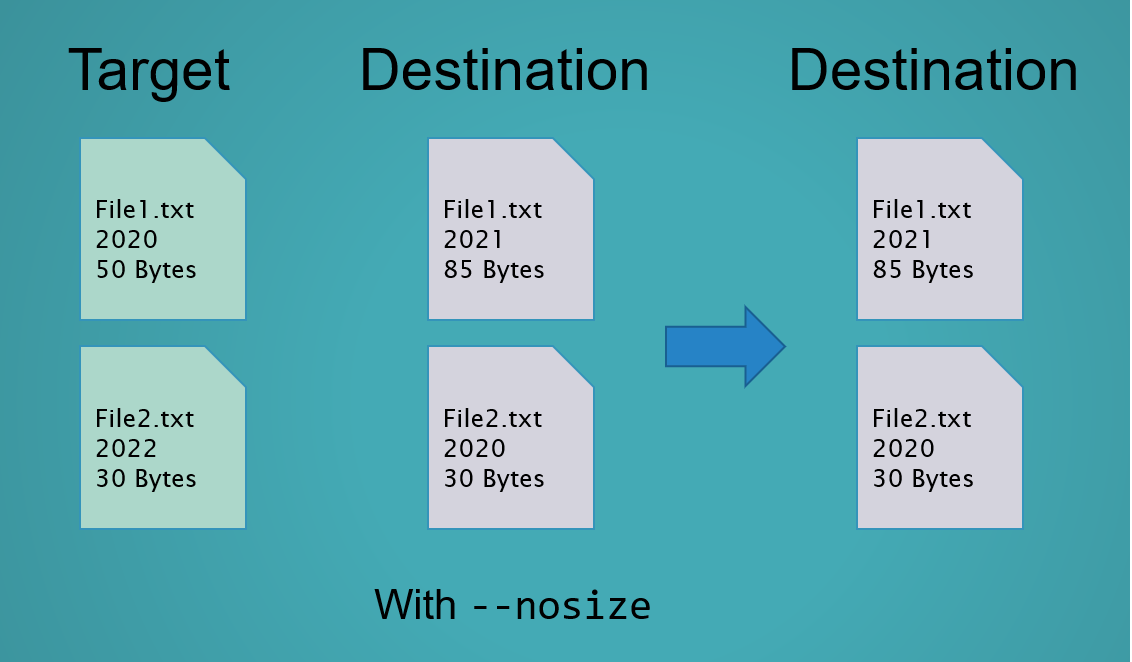 Target
Destination
Destination
File1.txt
2020
50 Bytes
File1.txt
2021
85 Bytes
File1.txt
2021
85 Bytes
File2.txt
2022
30 Bytes
File2.txt
2020
30 Bytes
File2.txt
2020
30 Bytes
With --nosize